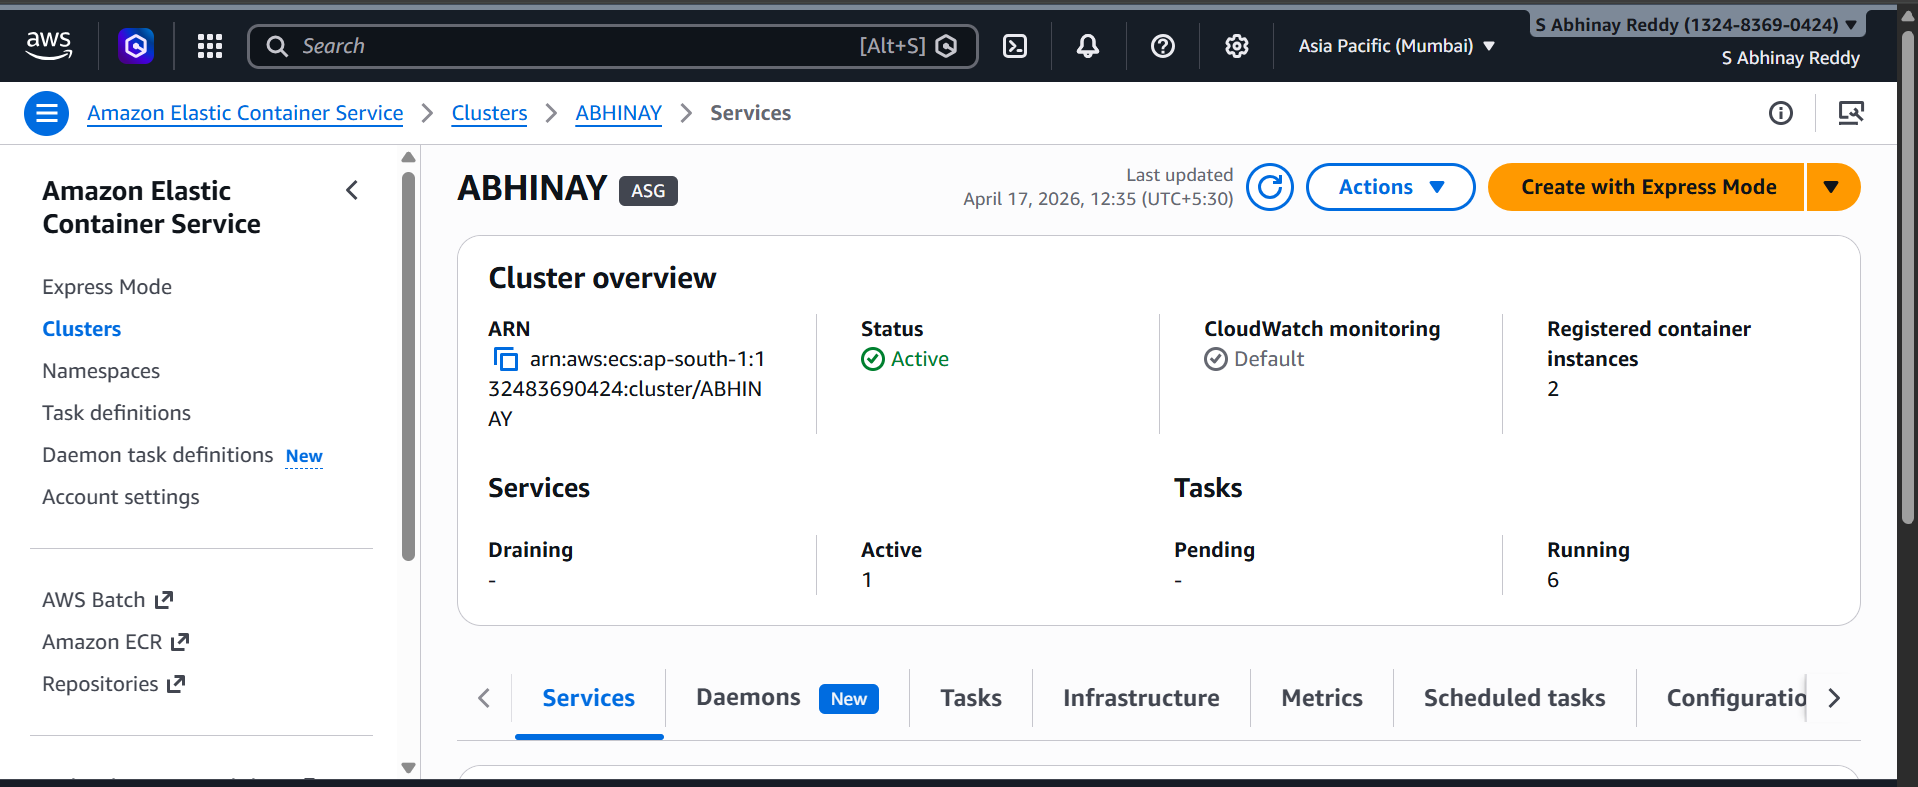 aws
Search
[Alt+S]
Asia Pacific (Mumbai)
S Abhinay Reddy (1324-8369-0424)
S Abhinay Reddy
Amazon Elastic Container Service
Clusters
ABHINAY
Services
Amazon Elastic
Container Service
Express Mode
Clusters
Namespaces
Task definitions
Daemon task definitions New
Account settings
AWS Batch
Amazon ECR
Repositories
ABHINAY ASG
Last updated
April 17, 2026, 12:35 (UTC+5:30)
Actions
Create with Express Mode
Cluster overview
ARN
arn:aws:ecs:ap-south-1:1
32483690424:cluster/ABHIN
AY
Status
Active
CloudWatch monitoring
Default
Registered container
instances
2
Services
Draining
-
Active
1
Tasks
Pending
-
Running
6
Services
Daemons New
Tasks
Infrastructure
Metrics
Scheduled tasks
Configuratio